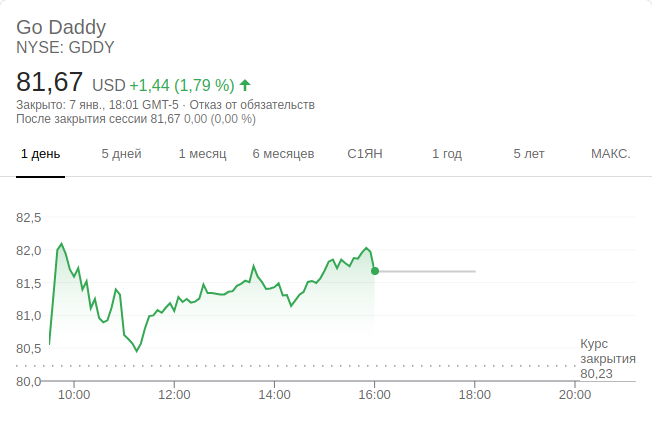 Go Daddy
NYSE: GDDY
81,67 USD +1,44 (1,79 %)
Закрыто: 7 янв., 18:01 GMT-5 · Отказ от обязательств
После закрытия сессии 81,67 0,00 (0,00 %)
1 день 5 дней 1 месяц 6 месяцев С1ЯН 1 год 5 лет МАКС.
82,5
82,0
81,5
81,0
80,5
Курс
закрытия
80,23
80,0
10:00 12:00 14:00 16:00 18:00 20:00